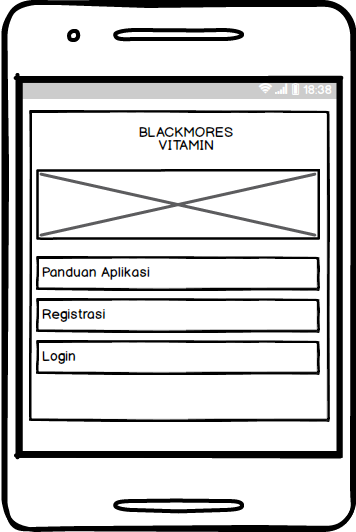 18:38
BLACKMORES
VITAMIN
Panduan Aplikasi
Registrasi
Login